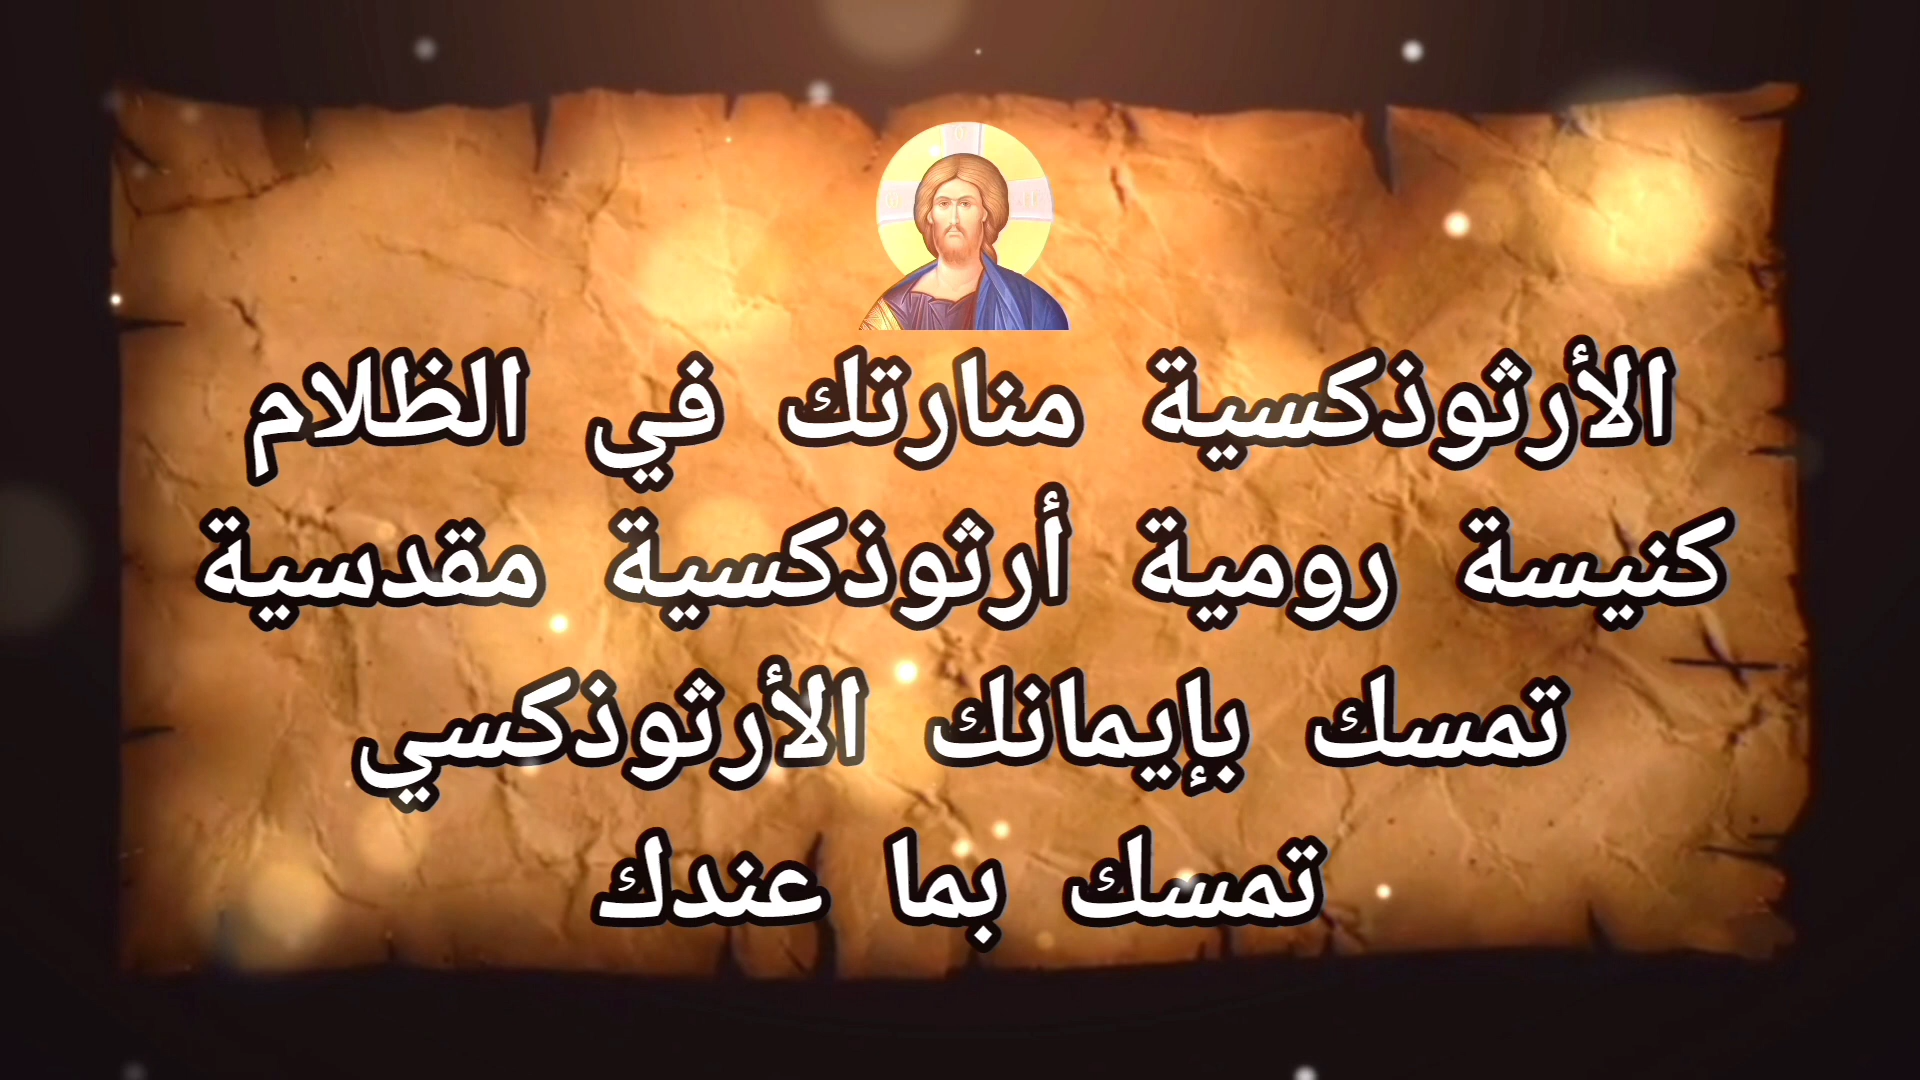 الأرثوذكسية منارتك في الظلام
كنيسة رومية أرثوذكسية مقدسية
تمسك بإيمانك الأرثوذكسي
تمسك بما عندك